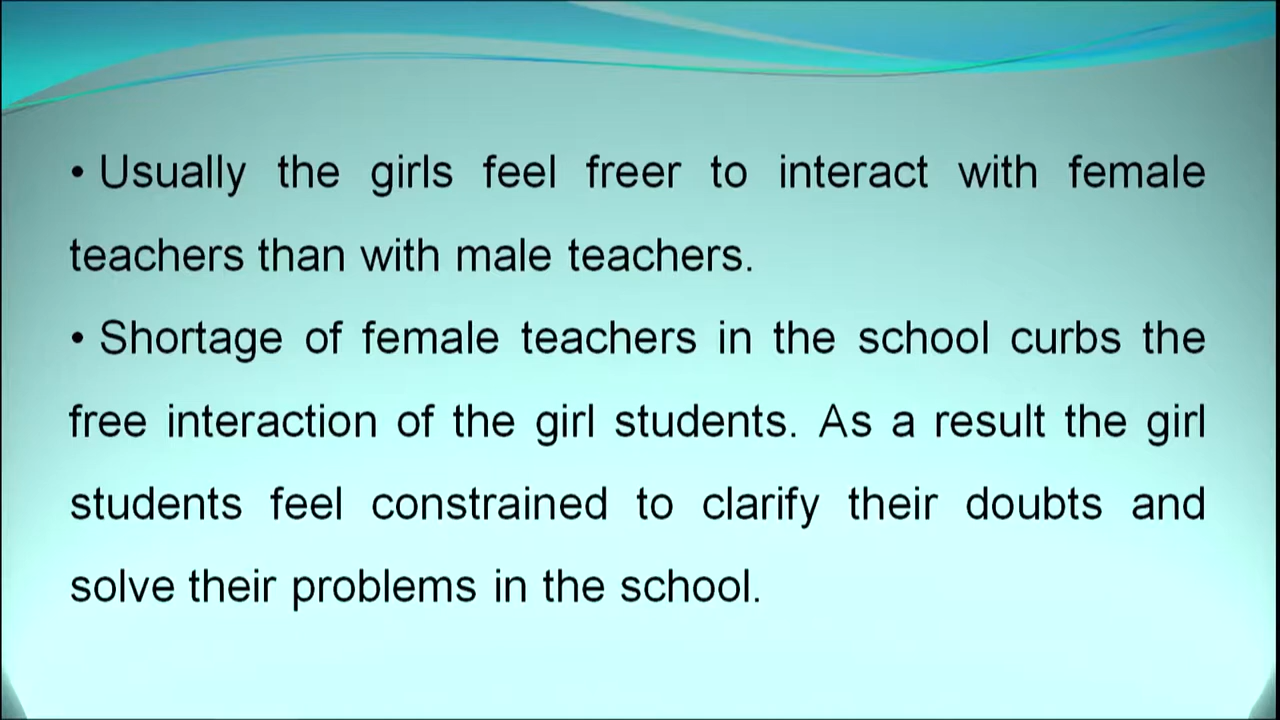 • Usually the girls feel freer to interact with female
teachers than with male teachers.
• Shortage of female teachers in the school curbs the
free interaction of the girl students. As a result the girl
students feel constrained to clarify their doubts and
solve their problems in the school.